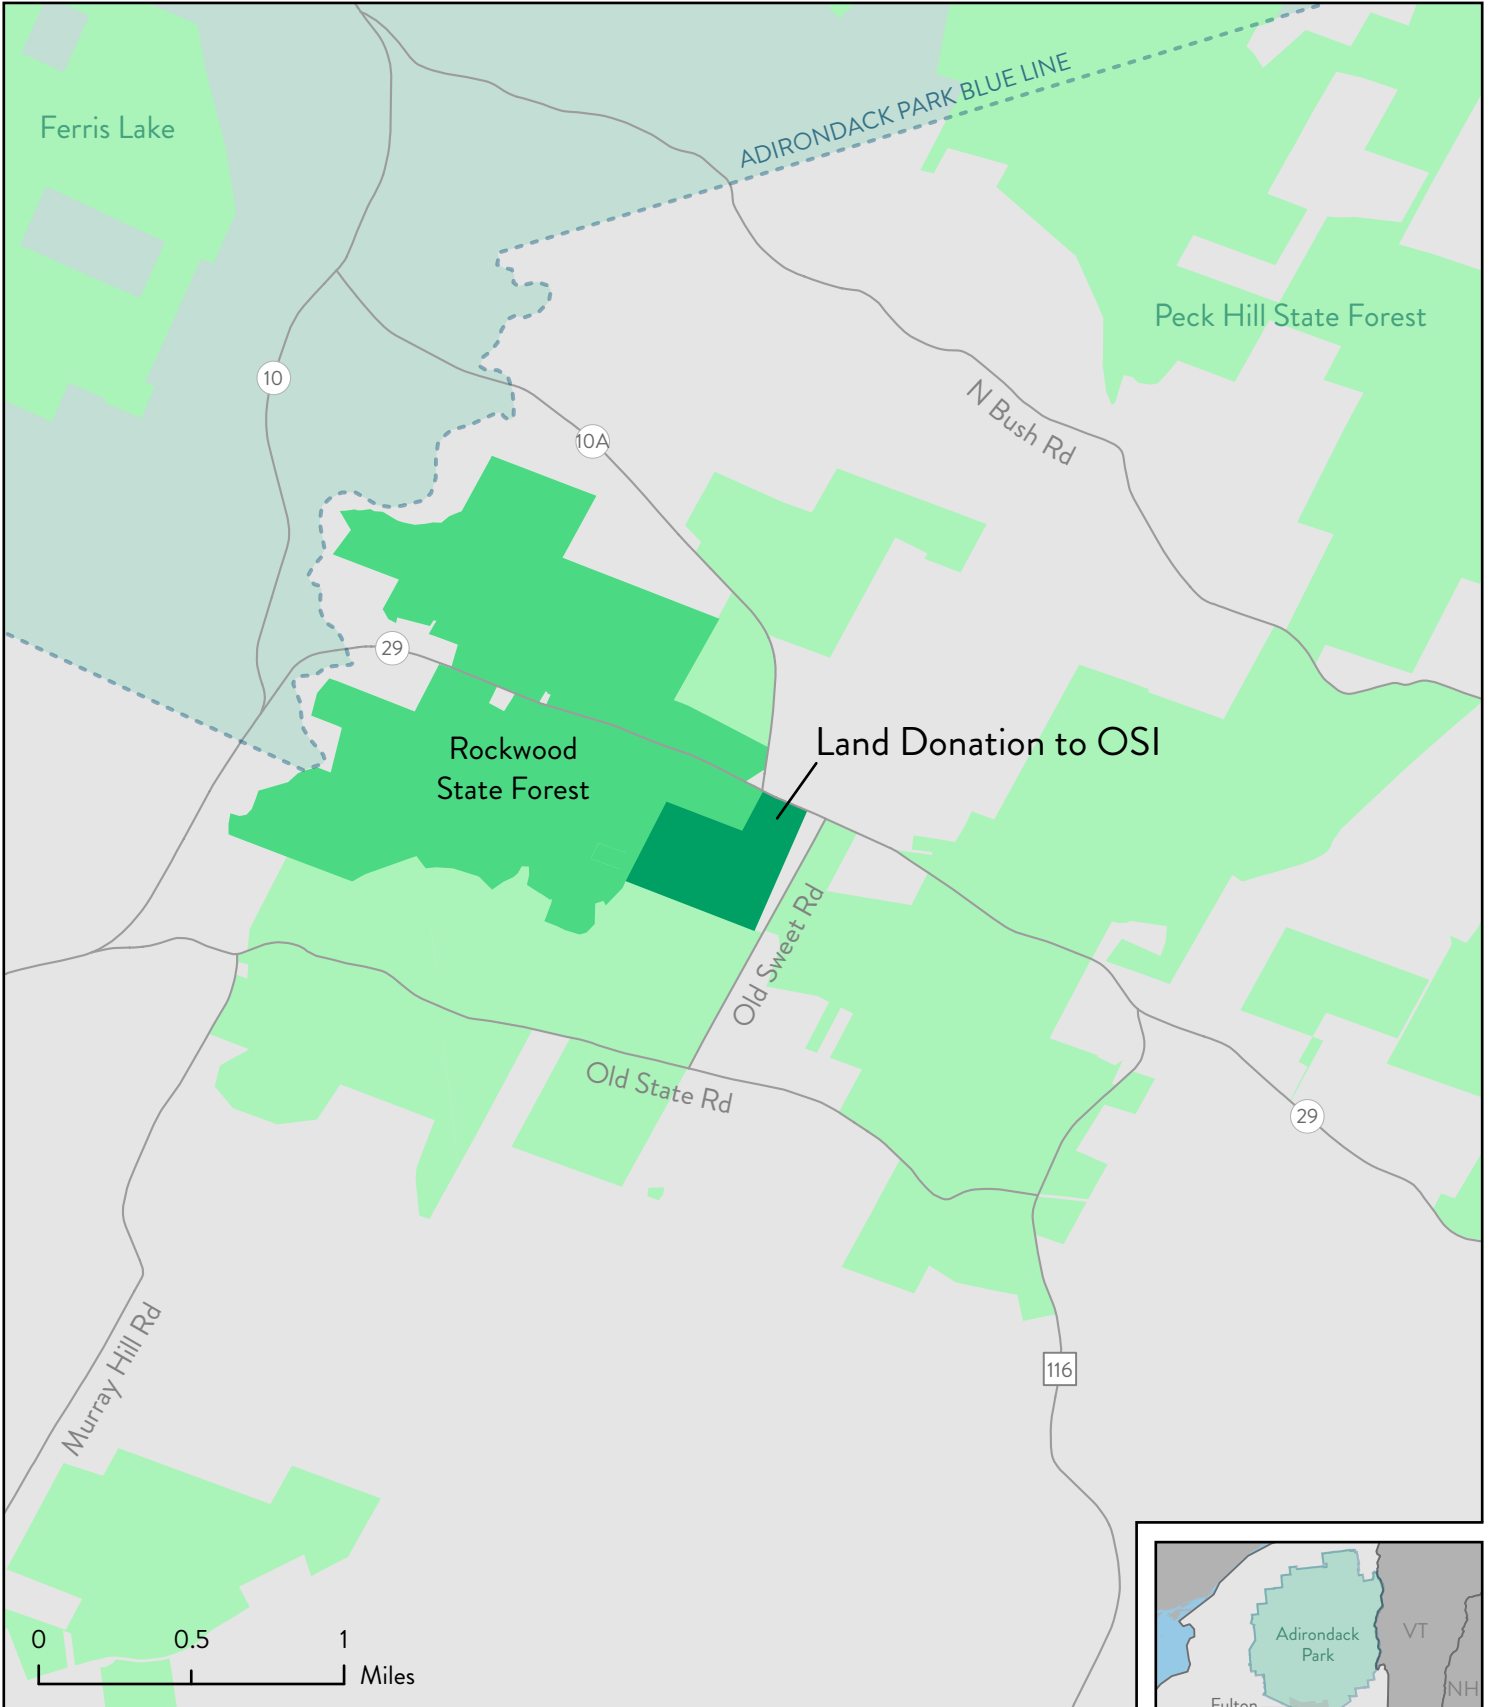 ADIRONDACK PARK BLUE LINE
Ferris Lake
Peck Hill State Forest
10
N Bush Rd
10A
29
Land Donation to OSI
Rockwood
State Forest
Old Sweet Rd
Old State Rd
29
Murray Hill Rd
116
0 0.5 1
Miles
Adirondack
Park
VT
NH
Fulton